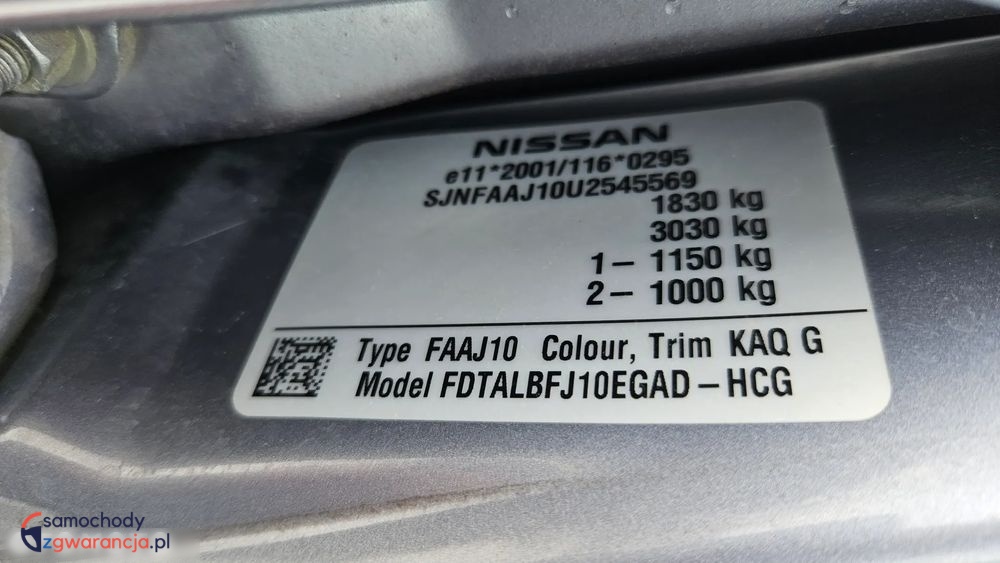 NISSAN
e11*2001/116*0295
SJNFAAJ10U2545569
1830 kg
3030 kg
1– 1150 kg
2– 1000 kg
Type FAAJ10 Colour, Trim KAQ G
Model FDTALBFJ10EGAD–HCG
samochody
zgwarancja.pl